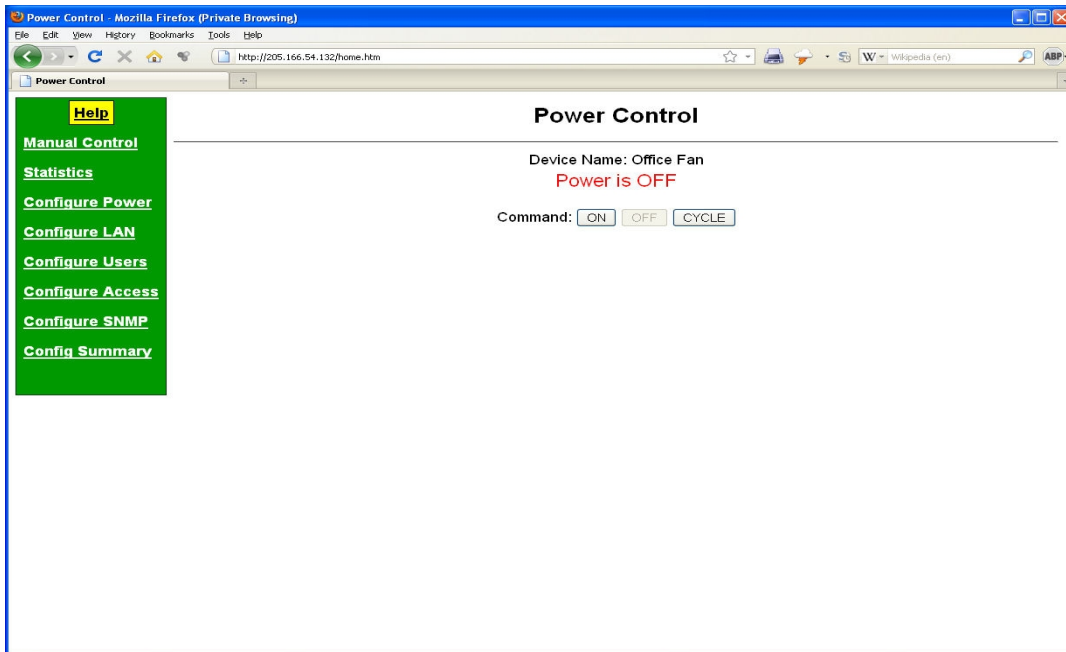 Power Control - Mozilla Firefox (Private Browsing)
File Edit View History Bookmarks Tools Help
http://205.166.54.132/home.htm
W Wikipedia (en)
ABP
Power Control
Help
Manual Control
Statistics
Configure Power
Configure LAN
Configure Users
Configure Access
Configure SNMP
Config Summary
Power Control
Device Name: Office Fan
Power is OFF
Command: ON OFF CYCLE